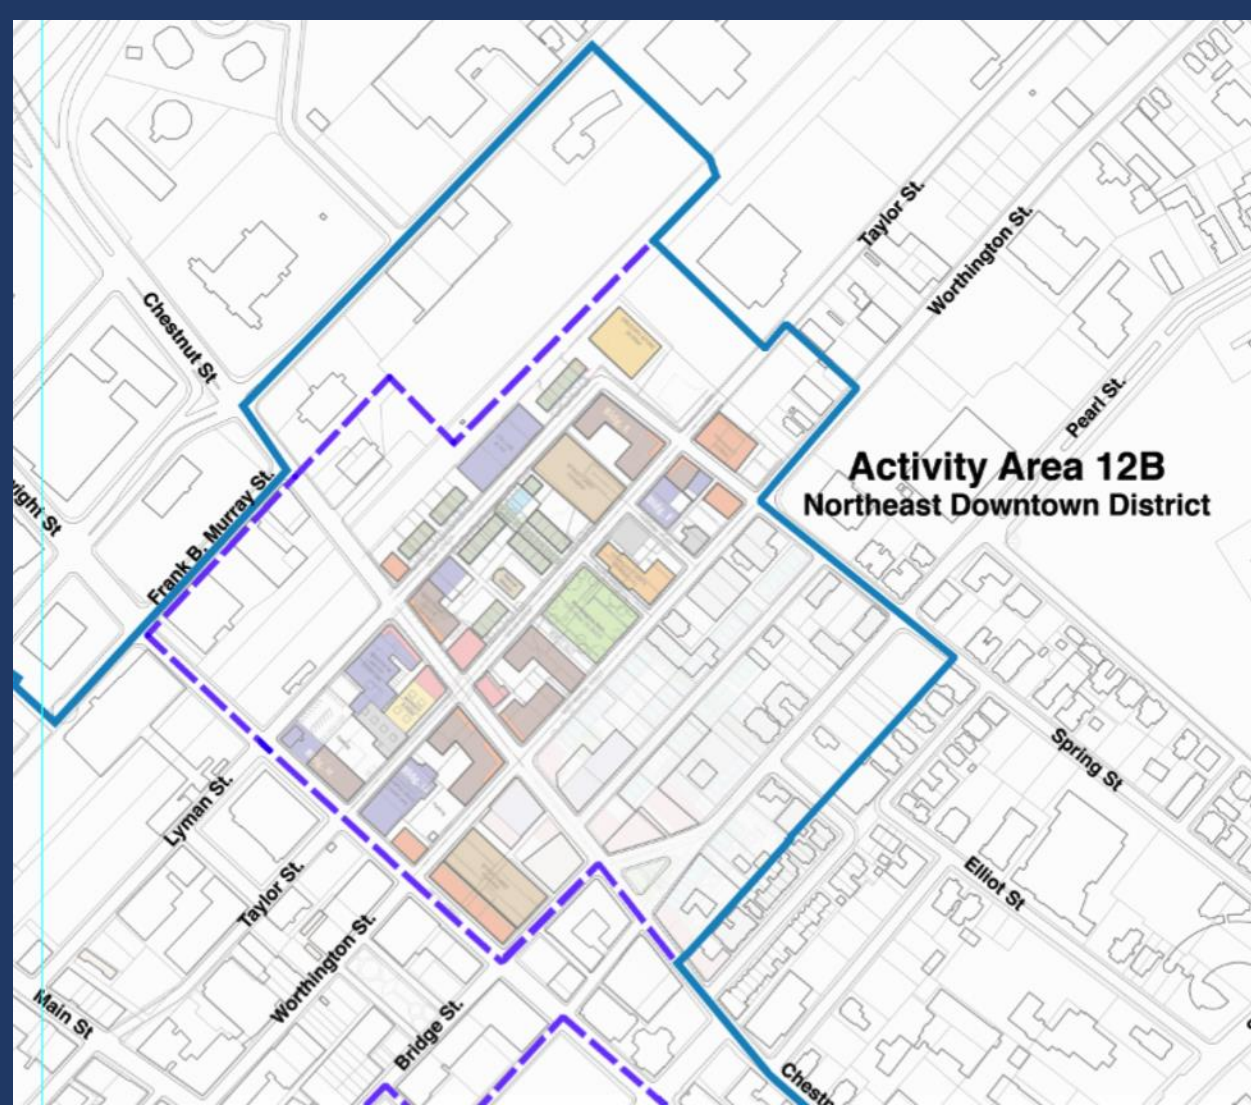 Taylor St.
Worthington St.
Chestnut St
Pearl St.
Activity Area 12B
Northeast Downtown District
Frank B. Murray St.
Spring St
Lyman St.
Elliot St
Taylor St.
Worthington St.
Main St
Bridge St.